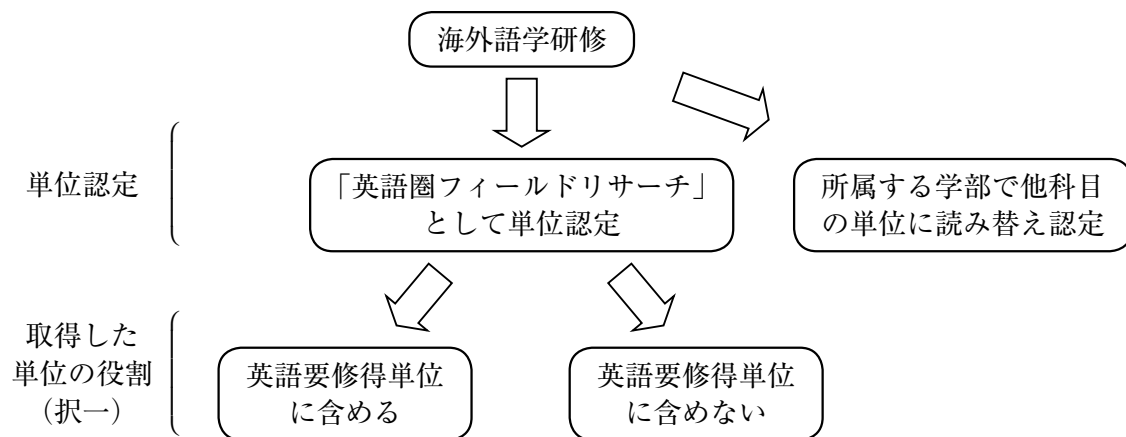 海外語学研修
単位認定
「英語圏フィールドリサーチ」
として単位認定
所属する学部で他科目
の単位に読み替え認定
取得した
単位の役割
（択一）
英語要修得単位
に含める
英語要修得単位
に含めない